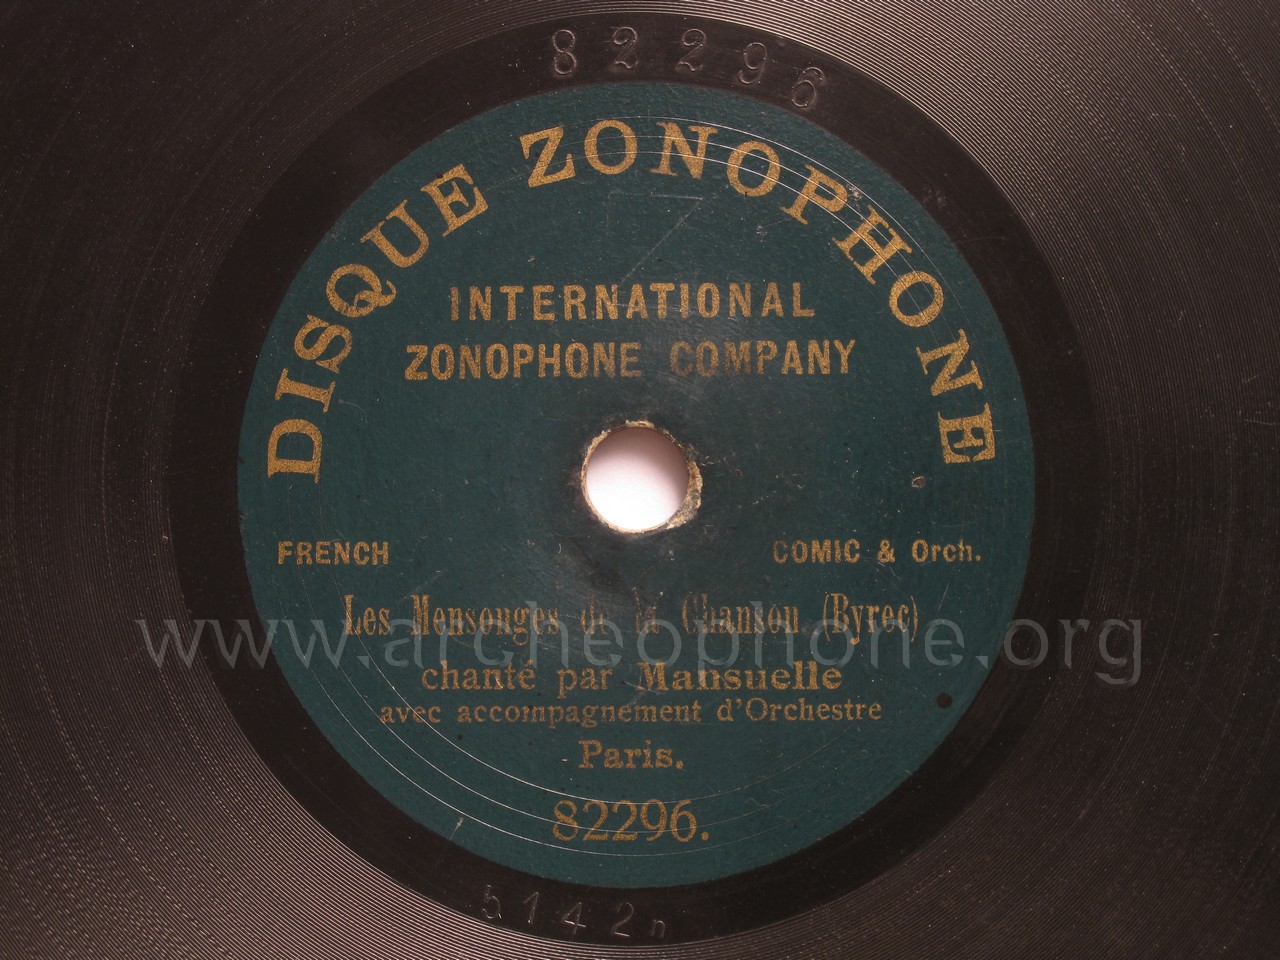 82296
DISQUE ZONOPHONE
INTERNATIONAL
ZONOPHONE COMPANY
FRENCH COMIC & Orch.
Les Mensonges de la Chanson (Byrec)
www.archeophone.org
chanté par Mansuelle
avec accompagnement d'Orchestre
Paris.
82296.
5142n